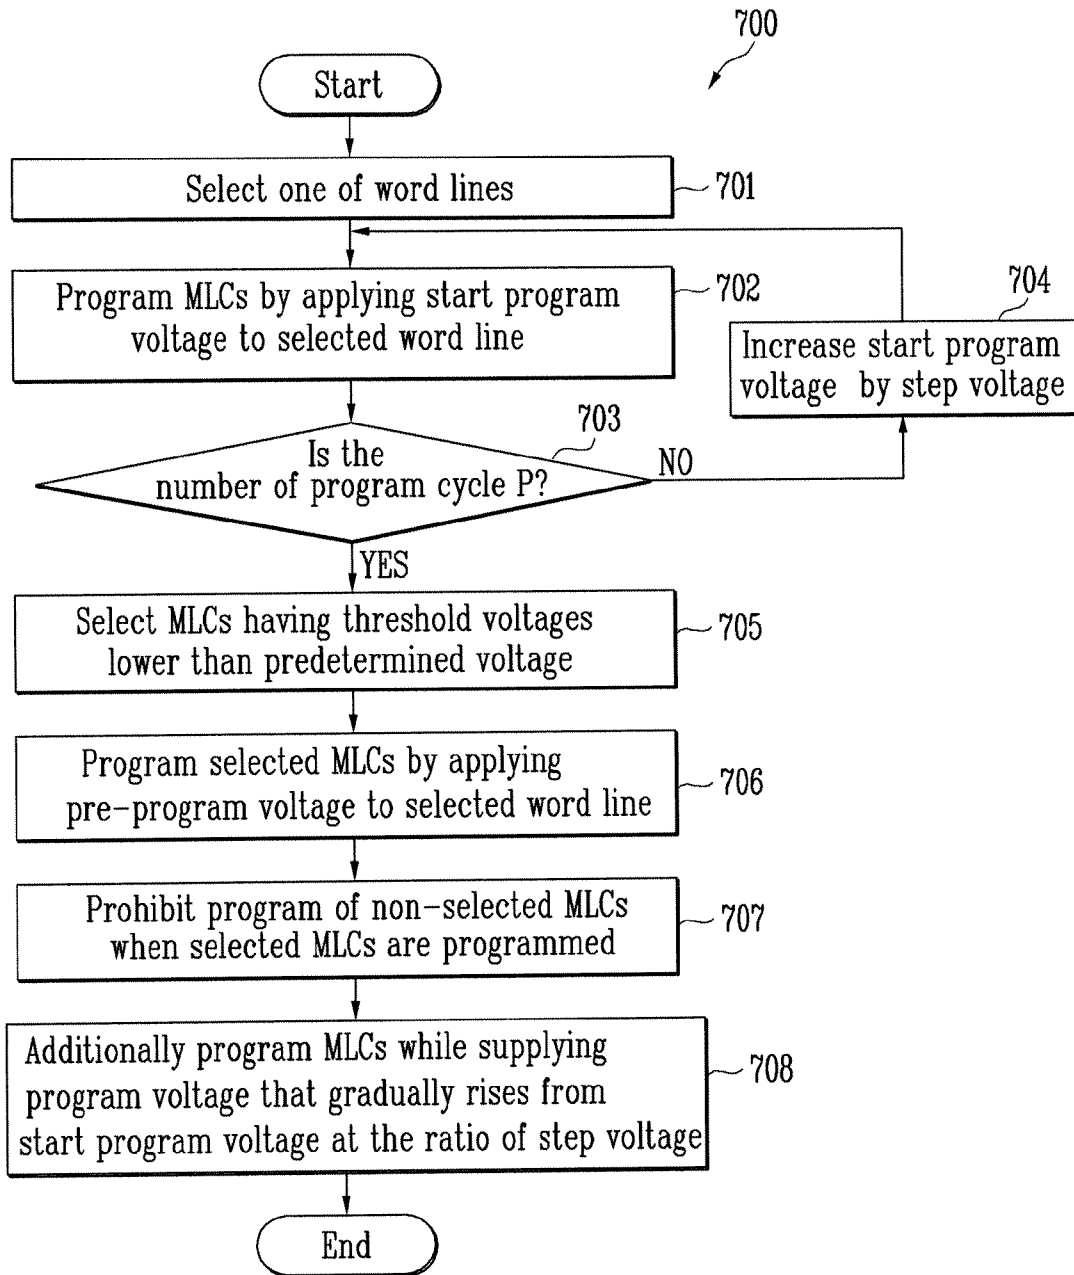 700
Start
Select one of word lines
701
Program MLCs by applying start program
voltage to selected word line
702
704
Increase start program
voltage by step voltage
703
Is the
number of program cycle P?
NO
YES
Select MLCs having threshold voltages
lower than predetermined voltage
705
Program selected MLCs by applying
pre-program voltage to selected word line
706
Prohibit program of non-selected MLCs
when selected MLCs are programmed
707
Additionally program MLCs while supplying
program voltage that gradually rises from
start program voltage at the ratio of step voltage
708
End